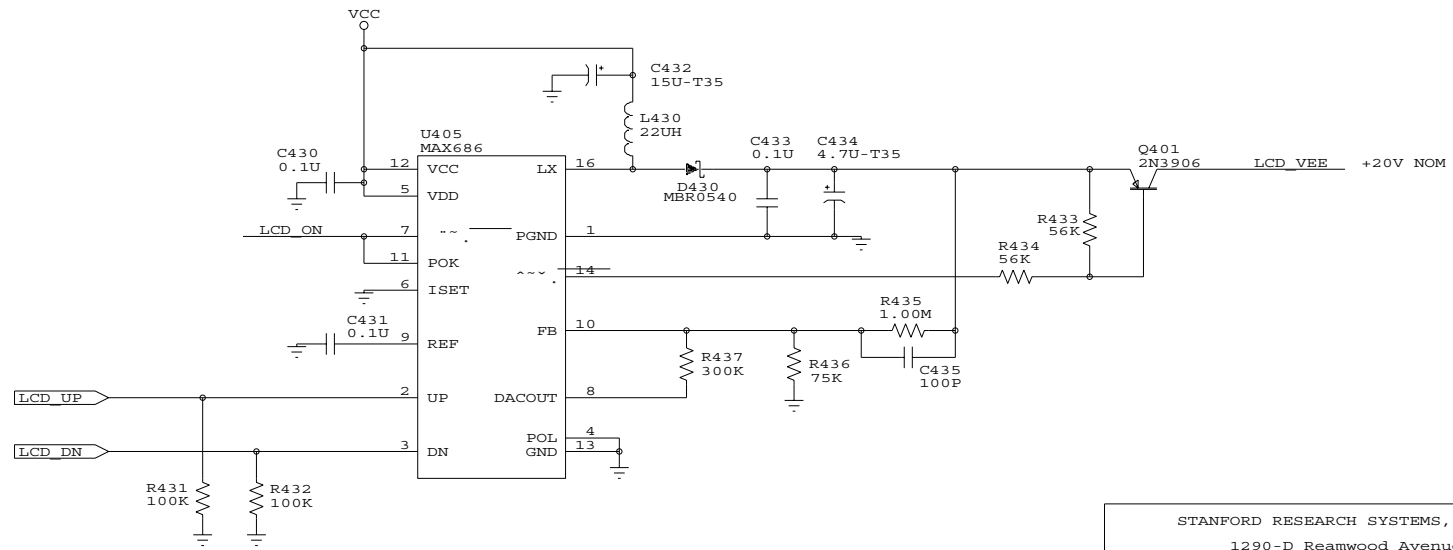 VCC
C432
15U-T35
L430
22UH
U405
MAX686
C430
0.1U
C433
0.1U
C434
4.7U-T35
Q401
2N3906
LCD_VEE
+20V NOM
12
VCC
LX
16
5
VDD
D430
MBR0540
LCD_ON
7
PGND
1
R433
56K
11
POK
14
R434
56K
6
ISET
R435
1.00M
C431
0.1U
FB
10
9
REF
R437
300K
R436
75K
C435
100P
LCD_UP
2
UP
DACOUT
8
POL
4
LCD_DN
3
DN
GND
13
R431
100K
R432
100K
STANFORD RESEARCH SYSTEMS,
1290-D Reamwood Avenue